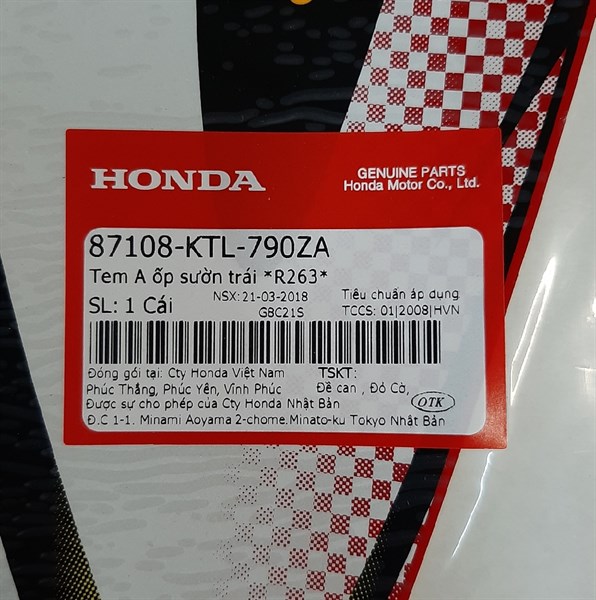 HONDA
GENUINE PARTS
Honda Motor Co., Ltd.
87108-KTL-790ZA
Tem A ốp sườn trái *R263*
SL: 1 Cái
NSX: 21-03-2018
GBC21S
Tiêu chuẩn áp dụng
TCCS: 01|2008|HVN
Đóng gói tại: Cty Honda Việt Nam
Phúc Thắng, Phúc Yên, Vĩnh Phúc
Được sự cho phép của Cty Honda Nhật Bản
Đ.C 1-1. Minami Aoyama 2-chome.Minato-ku Tokyo Nhật Bản
TSKT:
Đề can , Đỏ Cờ,
OTK